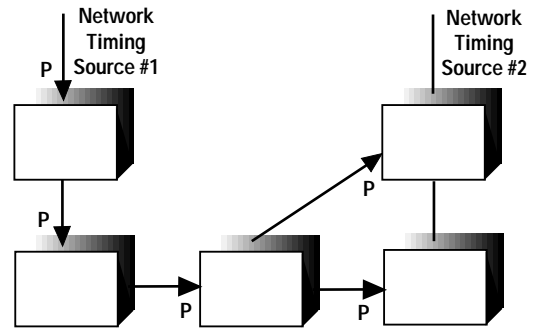 Network
Timing
Source #1
P
Network
Timing
Source #2
P
P
P
P